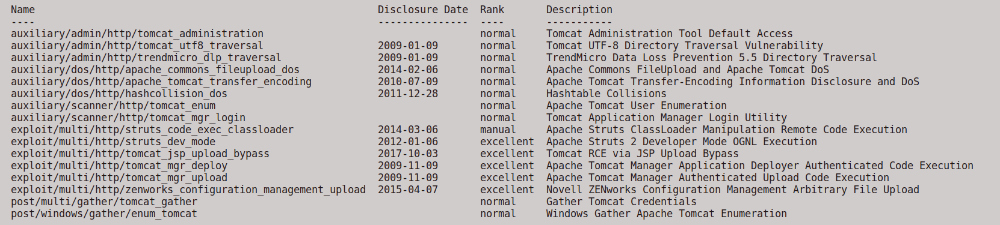 Name Disclosure Date Rank Description
---- --------------- ---- -----------
auxiliary/admin/http/tomcat_administration normal Tomcat Administration Tool Default Access
auxiliary/admin/http/tomcat_utf8_traversal 2009-01-09 normal Tomcat UTF-8 Directory Traversal Vulnerability
auxiliary/admin/http/trendmicro_dlp_traversal 2009-01-09 normal TrendMicro Data Loss Prevention 5.5 Directory Traversal
auxiliary/dos/http/apache_commons_fileupload_dos 2014-02-06 normal Apache Commons FileUpload and Apache Tomcat DoS
auxiliary/dos/http/apache_tomcat_transfer_encoding 2010-07-09 normal Apache Tomcat Transfer-Encoding Information Disclosure and DoS
auxiliary/dos/http/hashcollision_dos 2011-12-28 normal Hashtable Collisions
auxiliary/scanner/http/tomcat_enum normal Apache Tomcat User Enumeration
auxiliary/scanner/http/tomcat_mgr_login normal Tomcat Application Manager Login Utility
exploit/multi/http/struts_code_exec_classloader 2014-03-06 manual Apache Struts ClassLoader Manipulation Remote Code Execution
exploit/multi/http/struts_dev_mode 2012-01-06 excellent Apache Struts 2 Developer Mode OGNL Execution
exploit/multi/http/tomcat_jsp_upload_bypass 2017-10-03 excellent Tomcat RCE via JSP Upload Bypass
exploit/multi/http/tomcat_mgr_deploy 2009-11-09 excellent Apache Tomcat Manager Application Deployer Authenticated Code Execution
exploit/multi/http/tomcat_mgr_upload 2009-11-09 excellent Apache Tomcat Manager Authenticated Upload Code Execution
exploit/multi/http/zenworks_configuration_management_upload 2015-04-07 excellent Novell ZENworks Configuration Management Arbitrary File Upload
post/multi/gather/tomcat_gather normal Gather Tomcat Credentials
post/windows/gather/enum_tomcat normal Windows Gather Apache Tomcat Enumeration